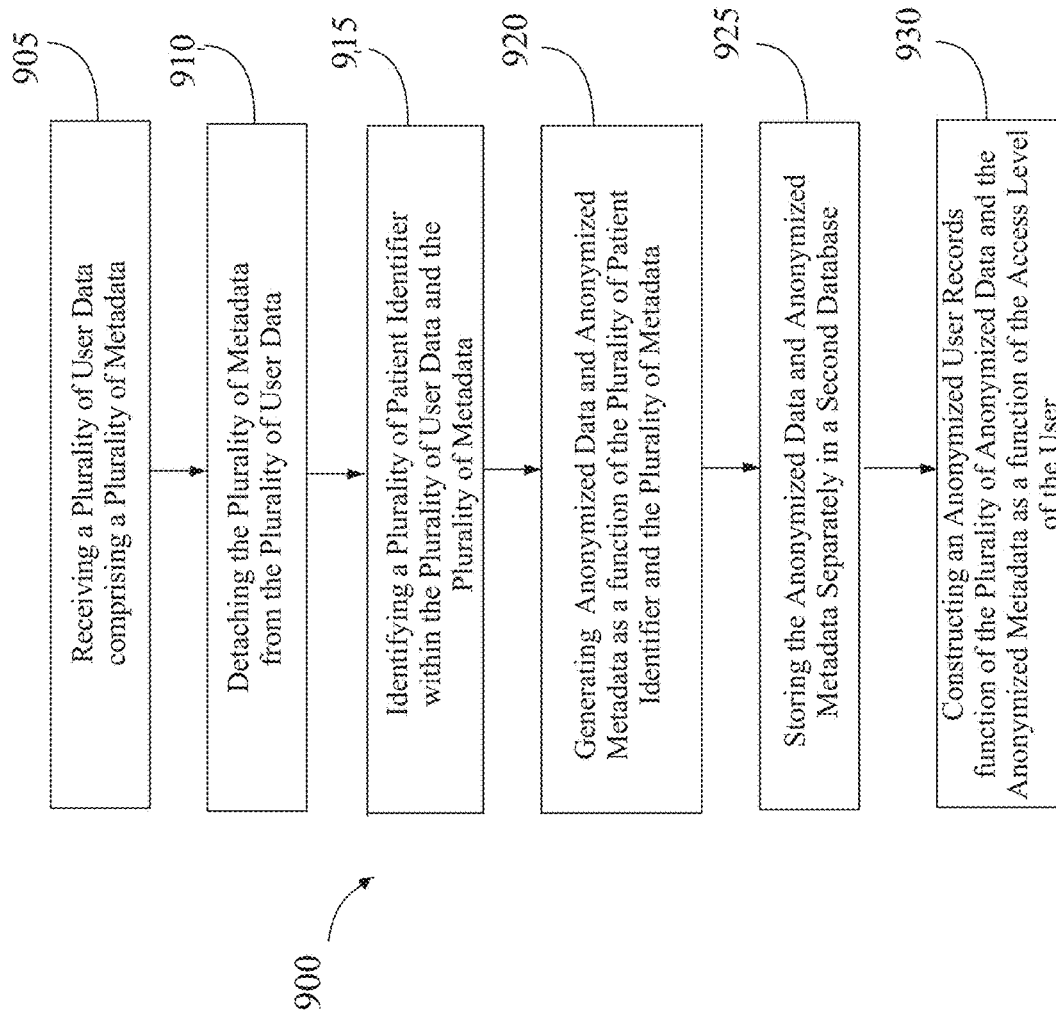 905
Receiving a Plurality of User Data
comprising a Plurality of Metadata
910
Detaching the Plurality of Metadata
from the Plurality of User Data
915
Identifying a Plurality of Patient Identifier
within the Plurality of User Data and the
Plurality of Metadata
920
Generating Anonymized Data and Anonymized
Metadata as a function of the Plurality of Patient
Identifier and the Plurality of Metadata
925
Storing the Anonymized Data and Anonymized
Metadata Separately in a Second Database
930
Constructing an Anonymized User Records
function of the Plurality of Anonymized Data and the
Anonymized Metadata as a function of the Access Level
of the User
900